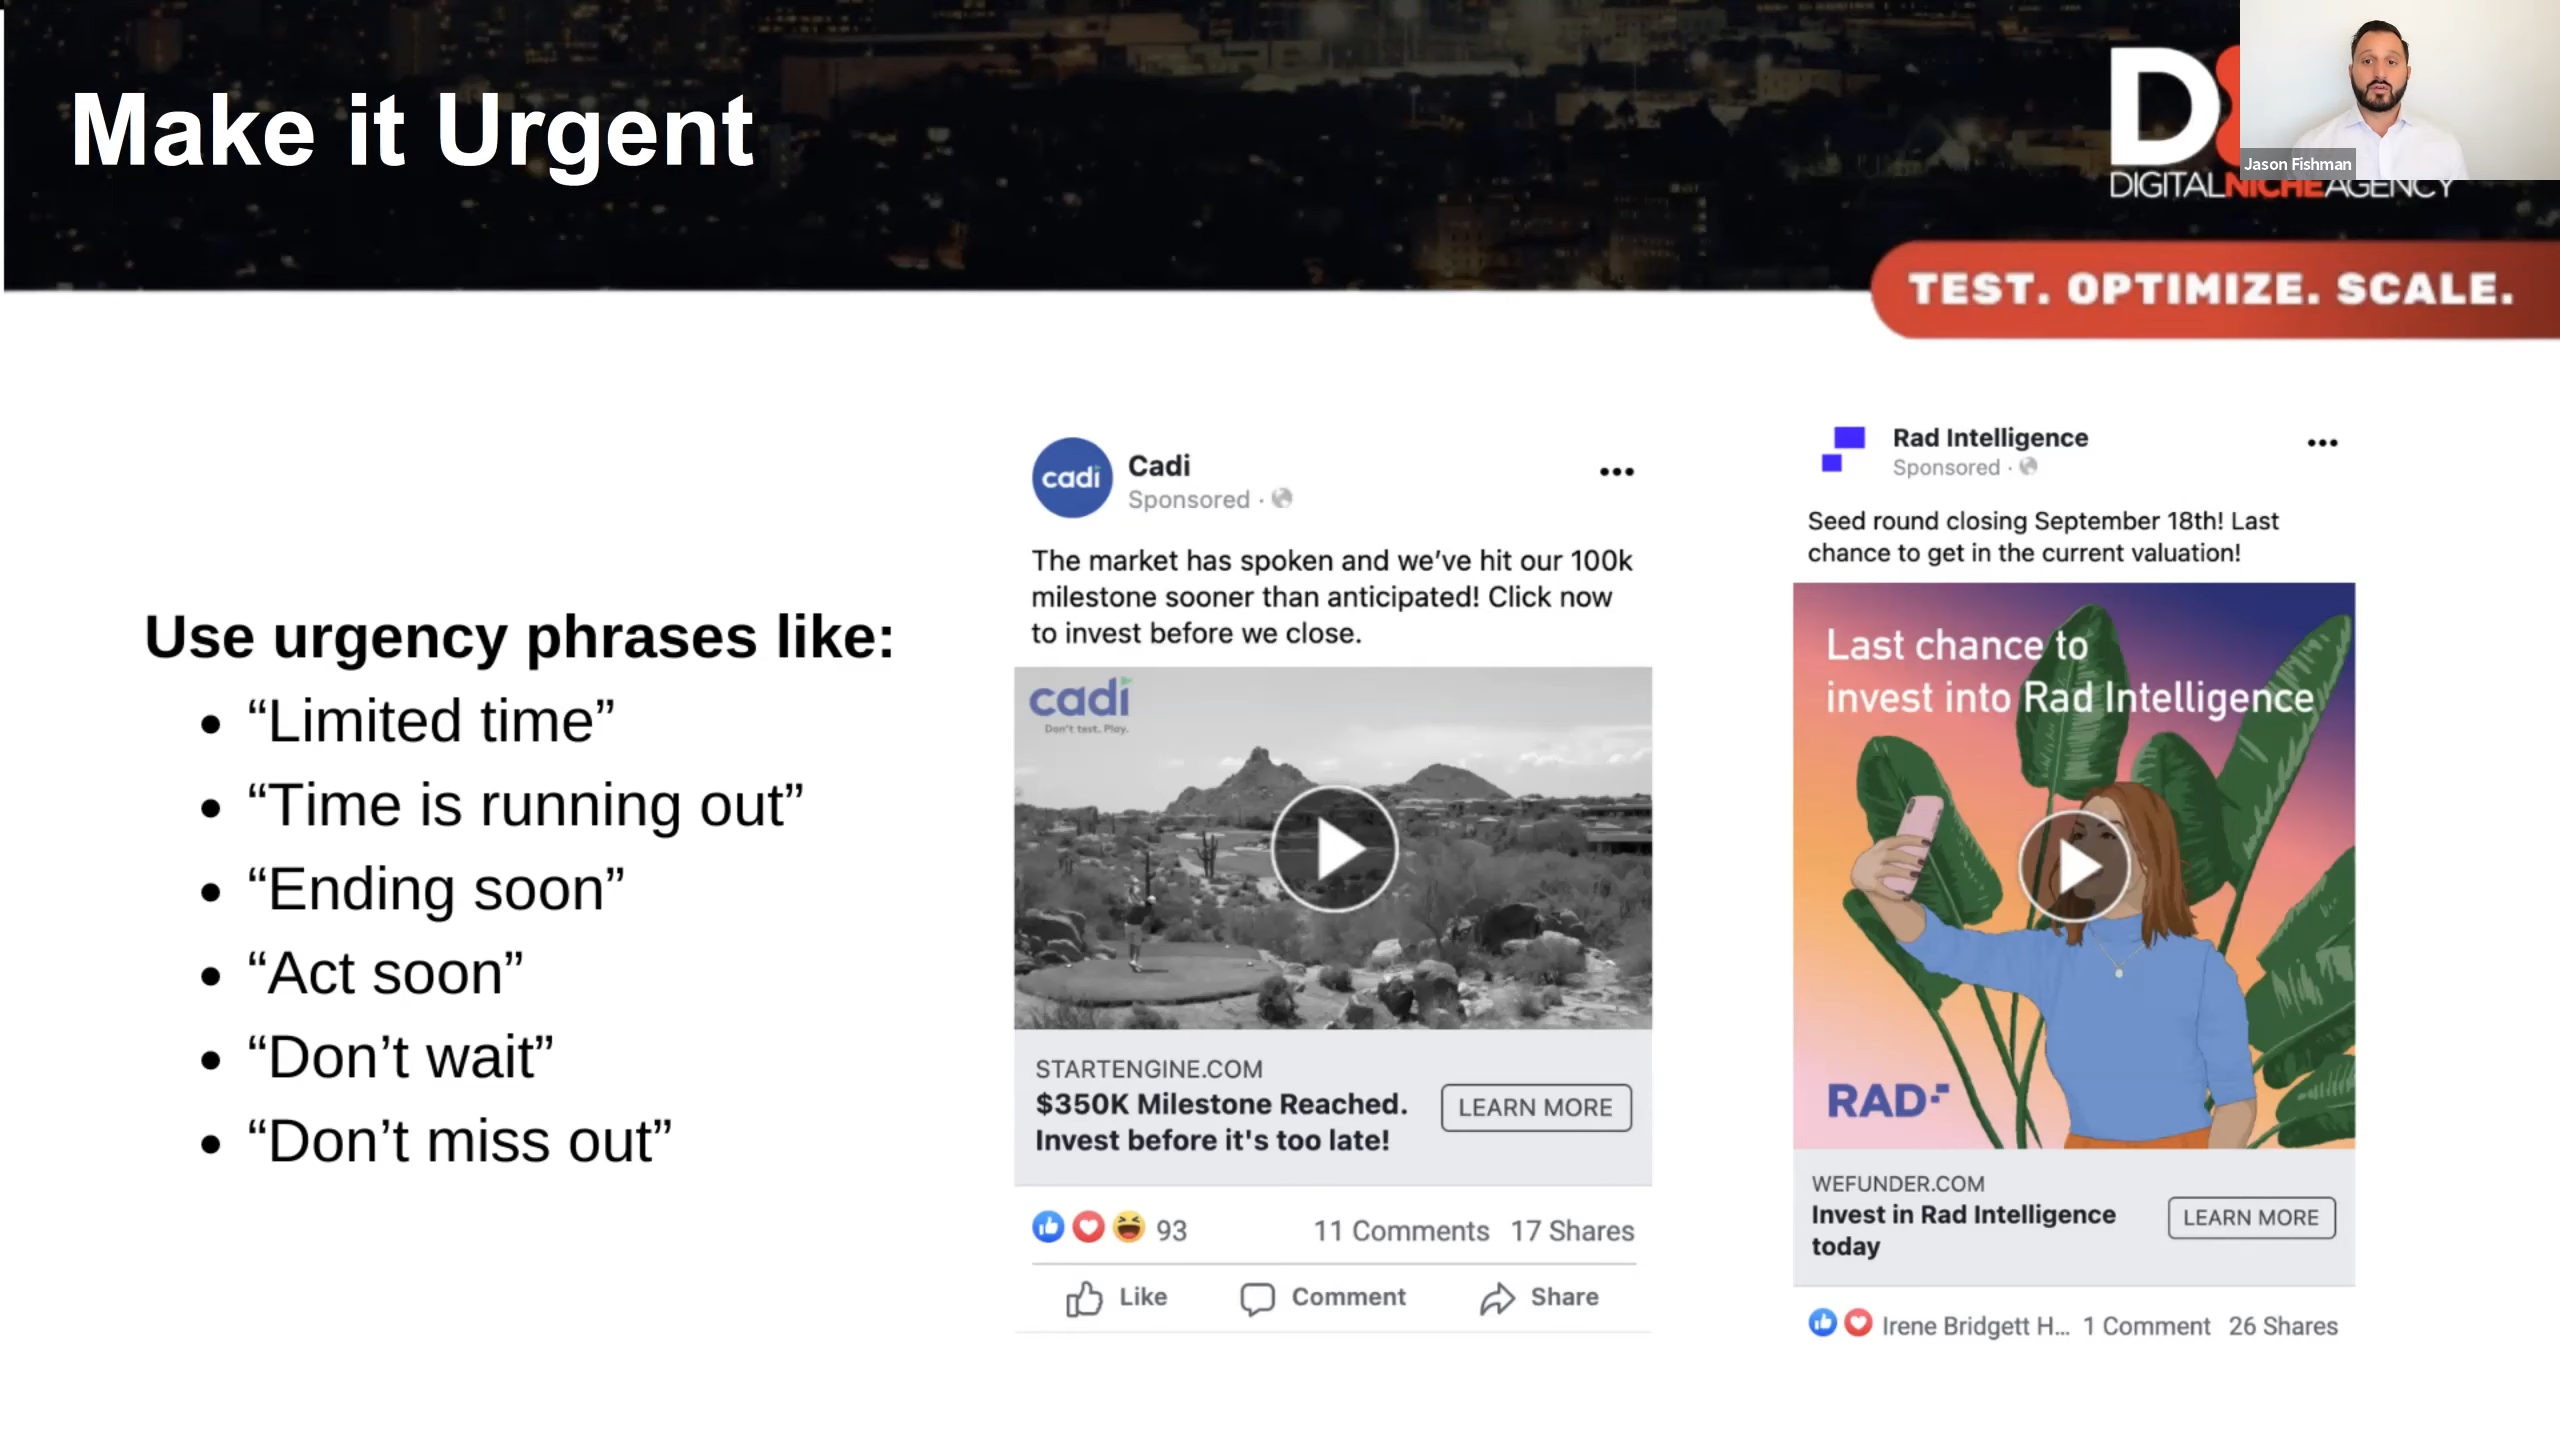 Make it Urgent
D
DIGITALNICHEAGENCY
Jason Fishman
TEST. OPTIMIZE. SCALE.
Use urgency phrases like:
• “Limited time”
• “Time is running out”
• “Ending soon”
• “Act soon”
• “Don’t wait”
• “Don’t miss out”
cadi
Cadi
Sponsored ·
The market has spoken and we’ve hit our 100k
milestone sooner than anticipated! Click now
to invest before we close.
cadi
Don't test. Play.
STARTENGINE.COM
$350K Milestone Reached.
Invest before it's too late!
LEARN MORE
93
11 Comments 17 Shares
Like Comment Share
Rad Intelligence
Sponsored ·
Seed round closing September 18th! Last
chance to get in the current valuation!
Last chance to
invest into Rad Intelligence
RAD
WEFUNDER.COM
Invest in Rad Intelligence
today
LEARN MORE
Irene Bridgett H... 1 Comment 26 Shares